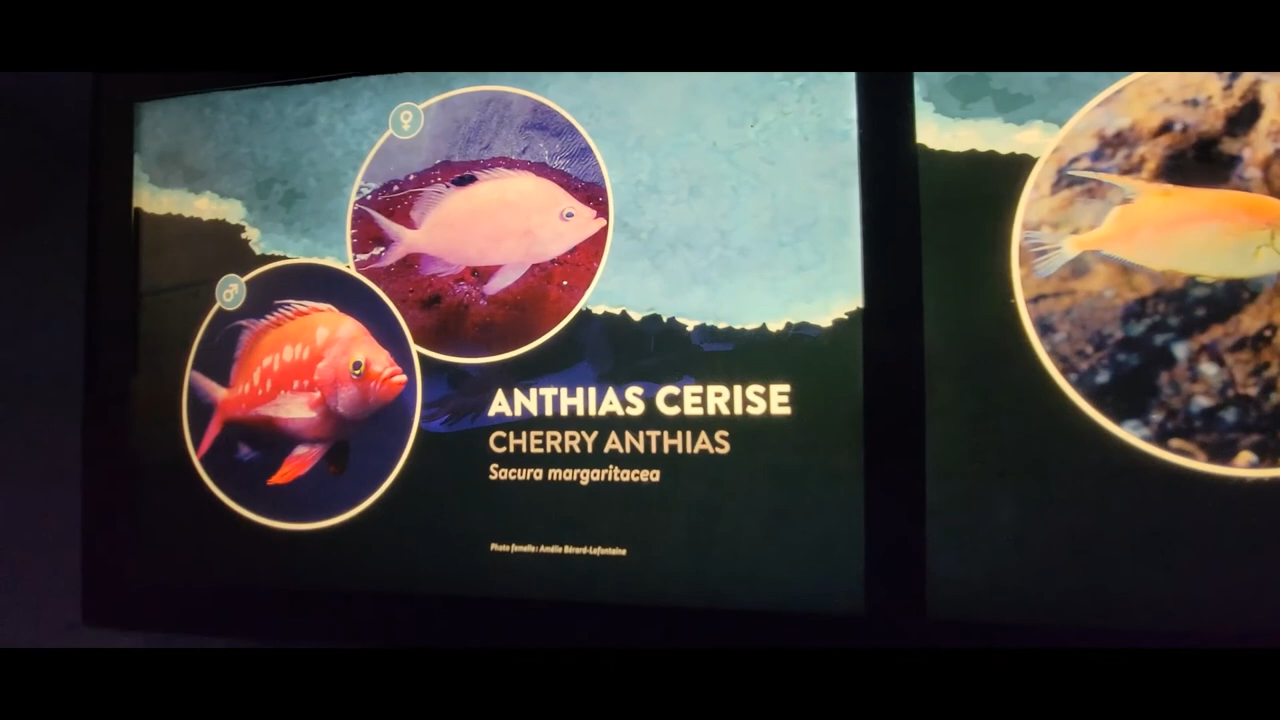 ANTHIAS CERISE
CHERRY ANTHIAS
Sacura margaritacea
Photo femelle : Amélie Bérard-Lafontaine